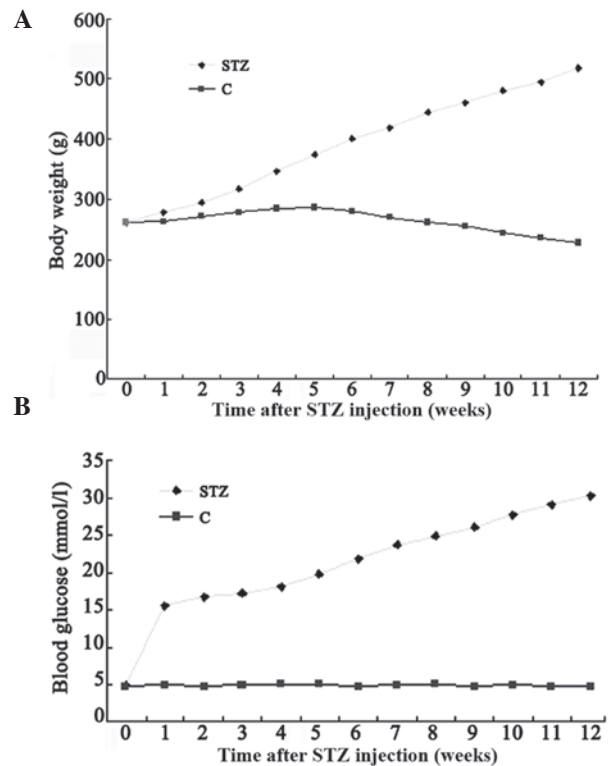 A
600
500
400
300
200
100
0
Body weight (g)
STZ
C
0 1 2 3 4 5 6 7 8 9 10 11 12
Time after STZ injection (weeks)
B
35
30
25
20
15
10
5
0
Blood glucose (mmol/l)
STZ
C
0 1 2 3 4 5 6 7 8 9 10 11 12
Time after STZ injection (weeks)